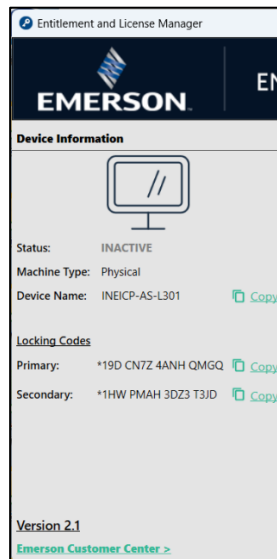 Entitlement and License Manager
EMERSON
EN
Device Information
Status: INACTIVE
Machine Type: Physical
Device Name: INEICP-AS-L301 Copy
Locking Codes
Primary: *19D CN7Z 4ANH QMGQ Copy
Secondary: *1HW PMAH 3DZ3 T3JD Copy
Version 2.1
Emerson Customer Center >